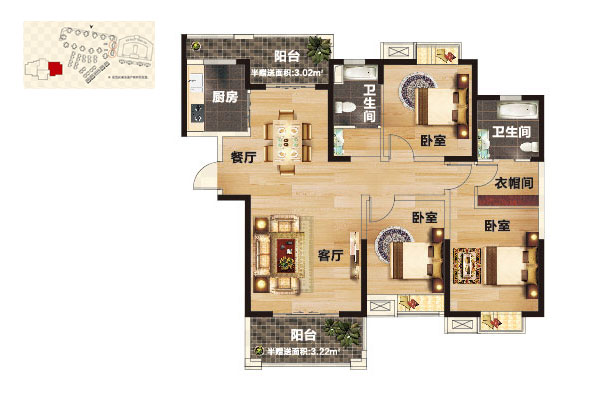 阳台
半赠送面积:3.02㎡
厨房
卫生间
卧室
卫生间
餐厅
衣帽间
卧室
卧室
客厅
阳台
半赠送面积:3.22㎡